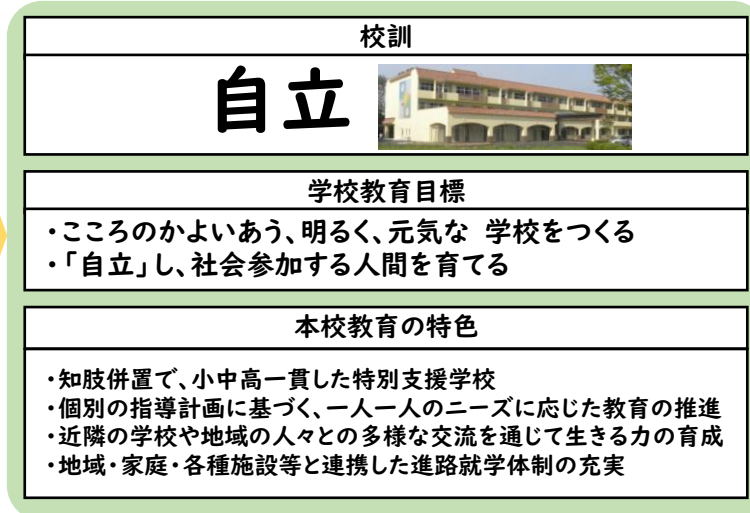 校訓
自立
学校教育目標
・こころのかよいあう、明るく、元気な 学校をつくる
・「自立」し、社会参加する人間を育てる
本校教育の特色
・知肢併置で、小中高一貫した特別支援学校
・個別の指導計画に基づく、一人一人のニーズに応じた教育の推進
・近隣の学校や地域の人々との多様な交流を通じて生きる力の育成
・地域・家庭・各種施設等と連携した進路就学体制の充実